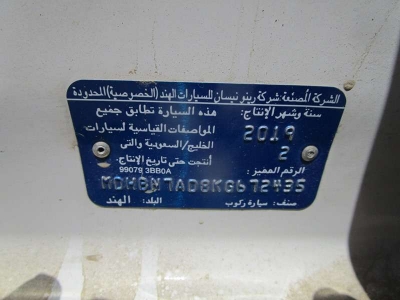 الشركة المصنعة: شركة رينو نيسان للسيارات الهند (الخصوصية) المحدودة
سنة وشهر الإنتاج: هذه السيارة تطابق جميع
2019 المواصفات القياسية لسيارات
2 الخليج/السعودية والتي
الرقم المميز: أنتجت حتى تاريخ الإنتاج.
99079 3BB0A
MDHBN7AD8KG672435
صنف: سيارة ركوب البلد: الهند